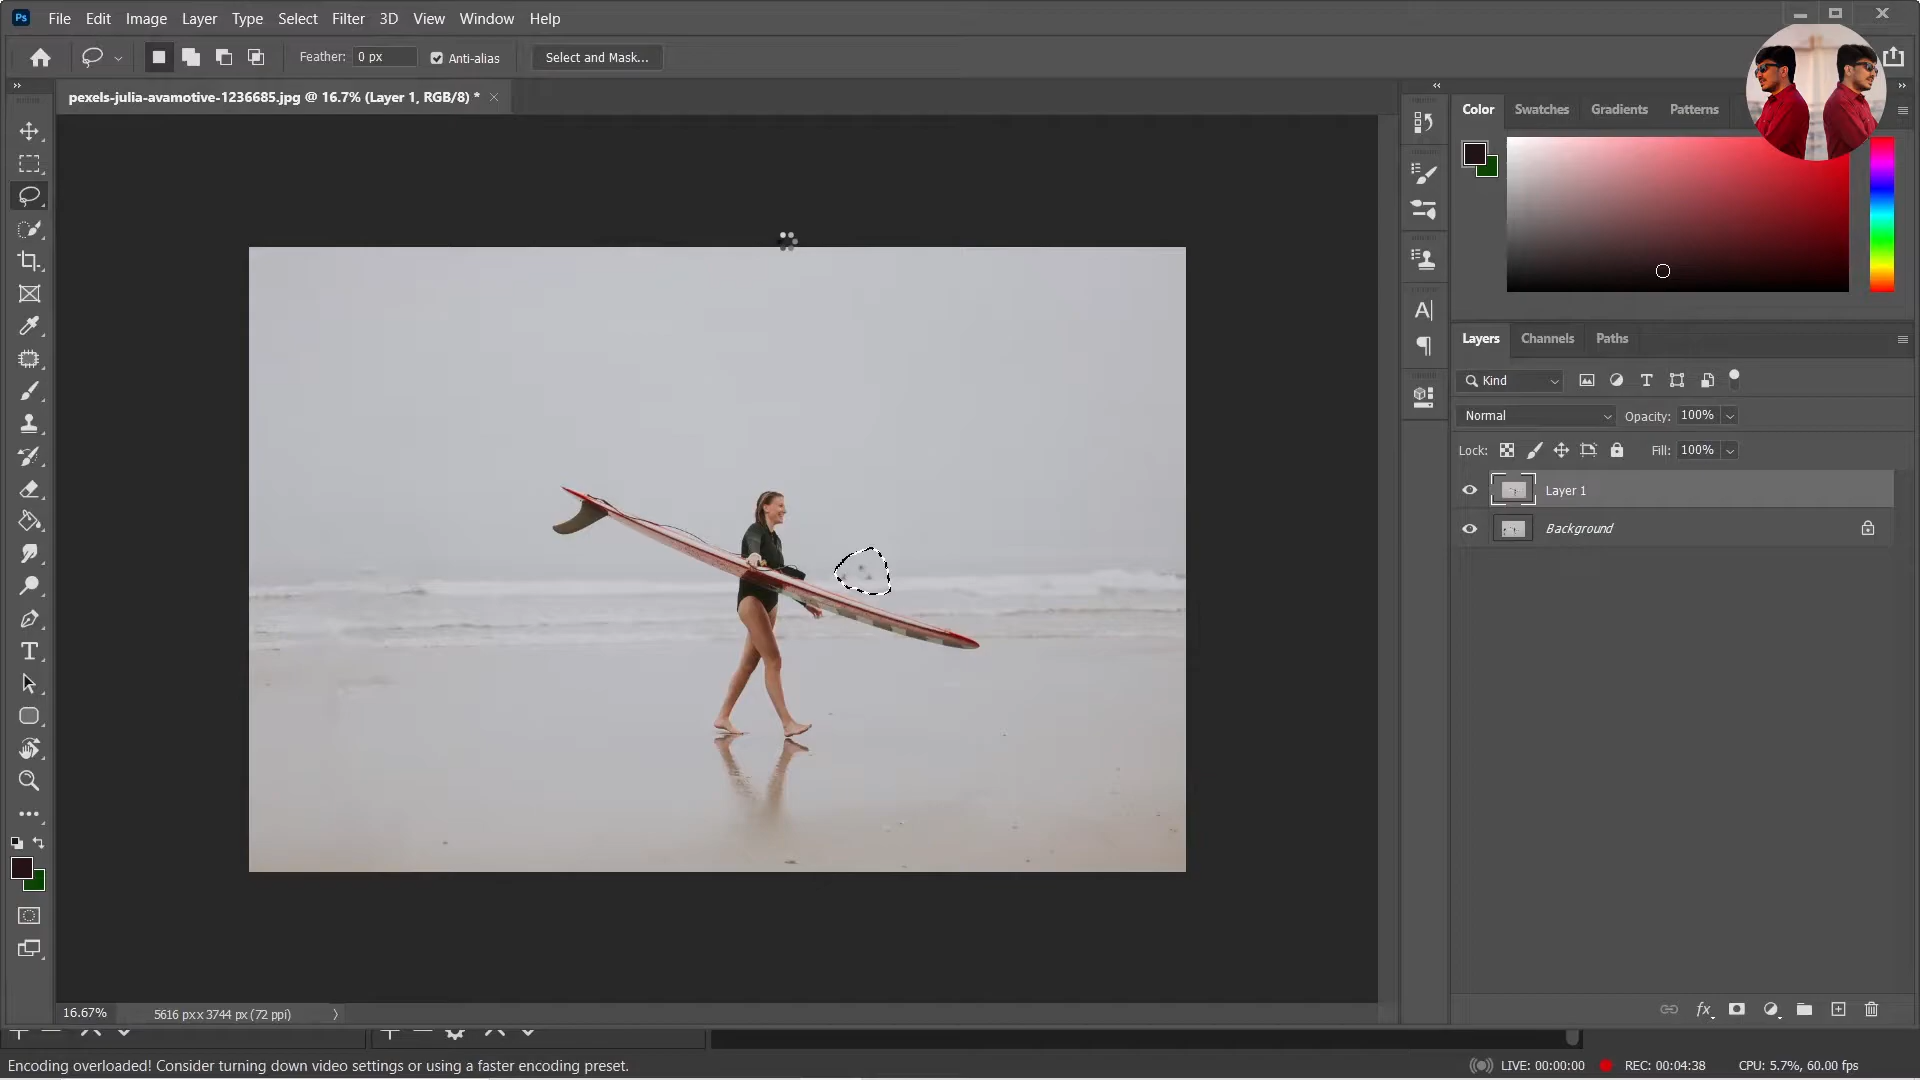 Ps File Edit Image Layer Type Select Filter 3D View Window Help
Feather: 0 px Anti-alias Select and Mask...
pexels-julia-avamotive-1236685.jpg @ 16.7% (Layer 1, RGB/8) *
Color Swatches Gradients Patterns
Layers Channels Paths
Kind
Normal Opacity: 100%
Lock: Fill: 100%
Layer 1
Background
fx
16.67% 5616 px x 3744 px (72 ppi)
Encoding overloaded! Consider turning down video settings or using a faster encoding preset. LIVE: 00:00:00 REC: 00:04:38 CPU: 5.7%, 60.00 fps